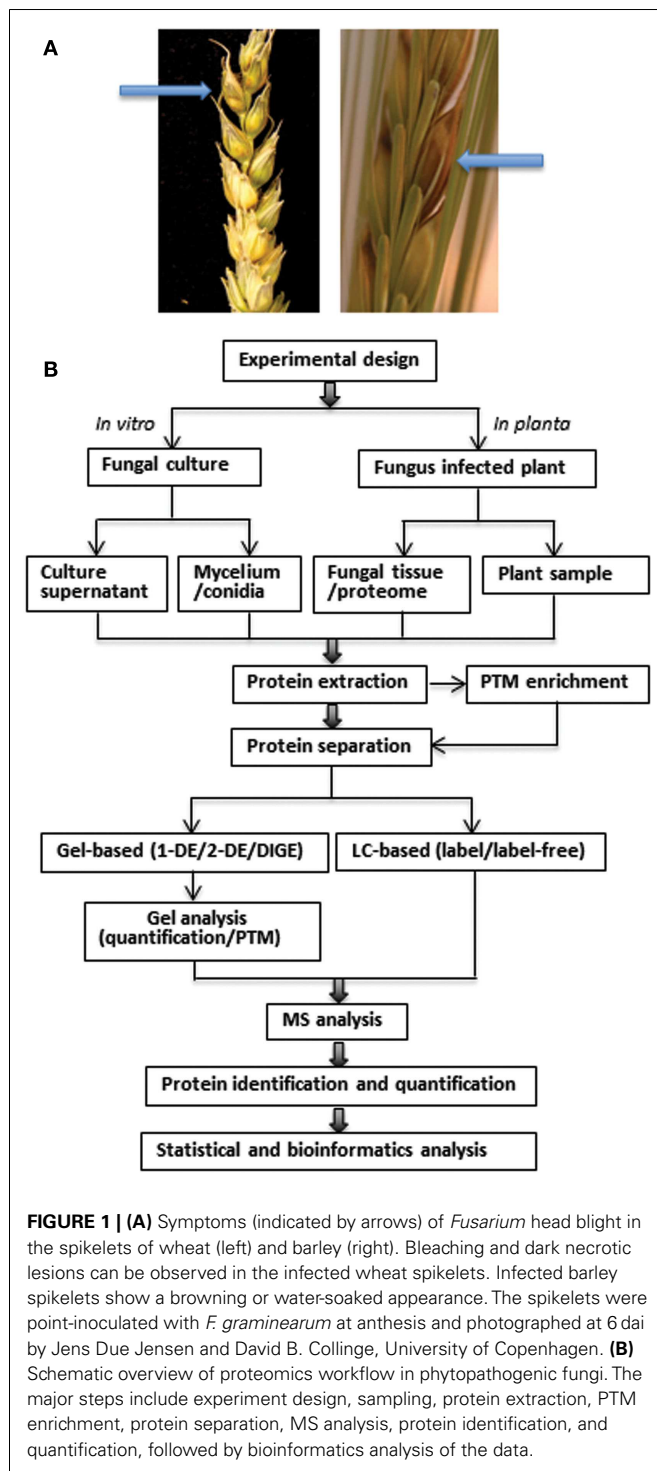 A
B
Experimental design
In vitro
In planta
Fungal culture
Fungus infected plant
Culture
supernatant
Mycelium
/conidia
Fungal tissue
/proteome
Plant sample
Protein extraction
PTM enrichment
Protein separation
Gel-based (1-DE/2-DE/DIGE)
LC-based (label/label-free)
Gel analysis
(quantification/PTM)
MS analysis
Protein identification and quantification
Statistical and bioinformatics analysis
FIGURE 1 | (A) Symptoms (indicated by arrows) of Fusarium head blight in
the spikelets of wheat (left) and barley (right). Bleaching and dark necrotic
lesions can be observed in the infected wheat spikelets. Infected barley
spikelets show a browning or water-soaked appearance. The spikelets were
point-inoculated with F. graminearum at anthesis and photographed at 6 dai
by Jens Due Jensen and David B. Collinge, University of Copenhagen. (B)
Schematic overview of proteomics workflow in phytopathogenic fungi. The
major steps include experiment design, sampling, protein extraction, PTM
enrichment, protein separation, MS analysis, protein identification, and
quantification, followed by bioinformatics analysis of the data.